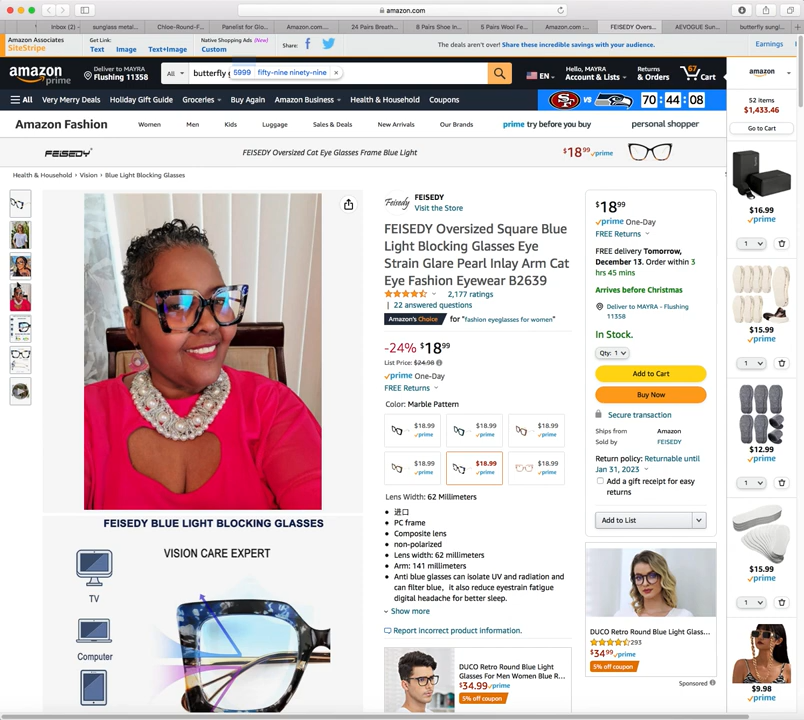 amazon.com
Inbox (2)...
sunglass metal...
Chloe-Round-F...
Panelist for Glo...
Amazon.com....
24 Pairs Breath...
8 Pairs Shoe In...
5 Pairs Wool Fe...
Amazon.com :...
FEISEDY Overs...
AEVOGUE Sun...
butterfly sungl...
Amazon Associates
SiteStripe
Get Link:
Text Image Text+Image
Native Shopping Ads (New)
Custom
Share:
The deals aren't over! Share these incredible savings with your audience.
Earnings
amazon
prime
Deliver to MAYRA
Flushing 11358
All
butterfly
5999 fifty-nine ninety-nine ×
EN
Hello, MAYRA
Account & Lists
Returns
& Orders
67
Cart
All
Very Merry Deals
Holiday Gift Guide
Groceries
Buy Again
Amazon Business
Health & Household
Coupons
VS
70 : 44 : 08
Amazon Fashion
Women
Men
Kids
Luggage
Sales & Deals
New Arrivals
Our Brands
prime try before you buy
personal shopper
FEISEDY
FEISEDY Oversized Cat Eye Glasses Frame Blue Light
$18 99 prime
Health & Household › Vision › Blue Light Blocking Glasses
Feisedy
FEISEDY
Visit the Store
FEISEDY Oversized Square Blue
Light Blocking Glasses Eye
Strain Glare Pearl Inlay Arm Cat
Eye Fashion Eyewear B2639
2,177 ratings
| 22 answered questions
Amazon's Choice for "fashion eyeglasses for women"
-24% $18 99
List Price: $24.98
prime One-Day
FREE Returns
Color: Marble Pattern
$18.99
prime
$18.99
prime
$18.99
prime
$18.99
prime
$18.99
prime
$18.99
prime
Lens Width: 62 Millimeters
进口
PC frame
Composite lens
non-polarized
Lens width: 62 millimeters
Arm: 141 millimeters
Anti blue glasses can isolate UV and radiation and
can filter blue，it also reduce eyestrain fatigue
digital headache for better sleep.
Show more
Report incorrect product information.
DUCO Retro Round Blue Light
Glasses For Men Women Blue R...
$34.99 prime
5% off coupon
FEISEDY BLUE LIGHT BLOCKING GLASSES
VISION CARE EXPERT
TV
Computer
$18 99
prime One-Day
FREE Returns
FREE delivery Tomorrow,
December 13. Order within 3
hrs 45 mins
Arrives before Christmas
Deliver to MAYRA - Flushing
11358
In Stock.
Qty: 1
Add to Cart
Buy Now
Secure transaction
Ships from Amazon
Sold by FEISEDY
Return policy: Returnable until
Jan 31, 2023
Add a gift receipt for easy
returns
Add to List
DUCO Retro Round Blue Light Glass...
293
$34 99 prime
5% off coupon
Sponsored
amazon
52 items
$1,433.46
Go to Cart
$16.99
prime
1
$15.99
prime
1
$12.99
prime
1
$15.99
prime
1
$9.98
prime